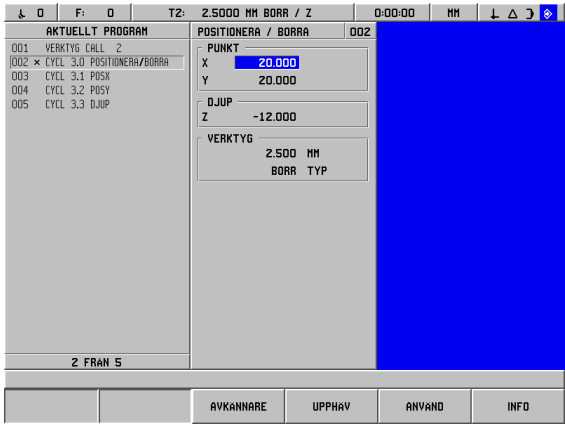 0 F: 0 T2: 2.5000 MM BORR / Z 0:00:00 MM
AKTUELLT PROGRAM
001 VERKTYG CALL 2
002 × CYCL 3.0 POSITIONERA/BORRA
003 CYCL 3.1 POSX
004 CYCL 3.2 POSY
005 CYCL 3.3 DJUP
2 FRAN 5
POSITIONERA / BORRA 002
PUNKT
X 20.000
Y 20.000
DJUP
Z -12.000
VERKTYG
2.500 MM
BORR TYP
AVKANNARE UPPHAV ANVAND INFO